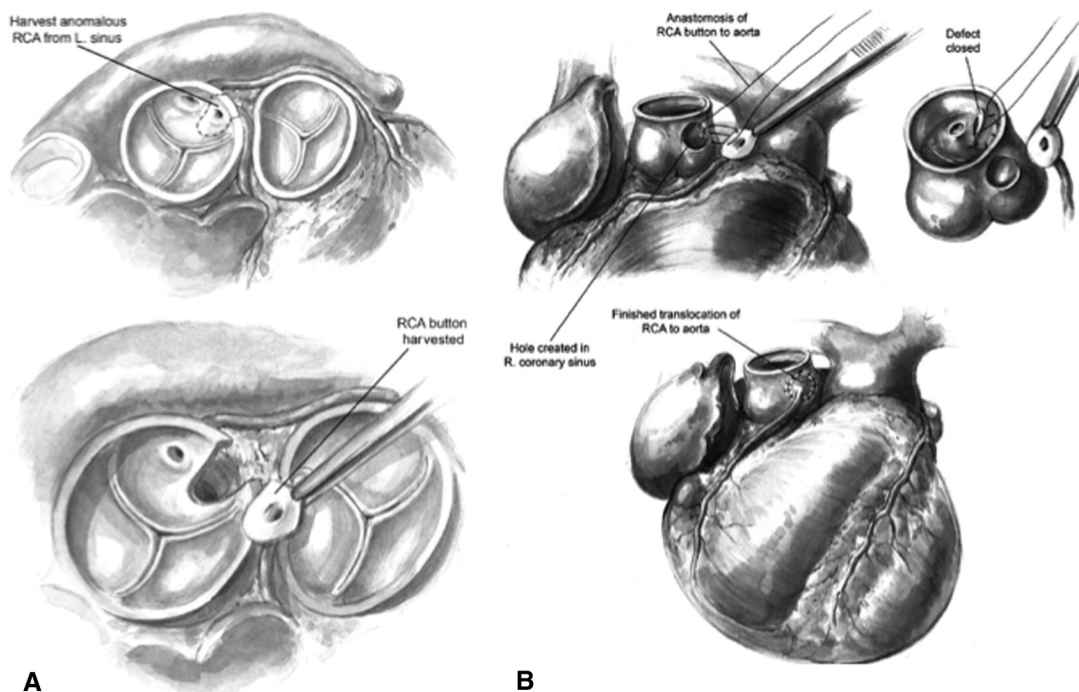 Harvest anomalous
RCA from L. sinus
RCA button
harvested
A
Anastomosis of
RCA button to aorta
Defect
closed
Hole created in
R. coronary sinus
Finished translocation of
RCA to aorta
B